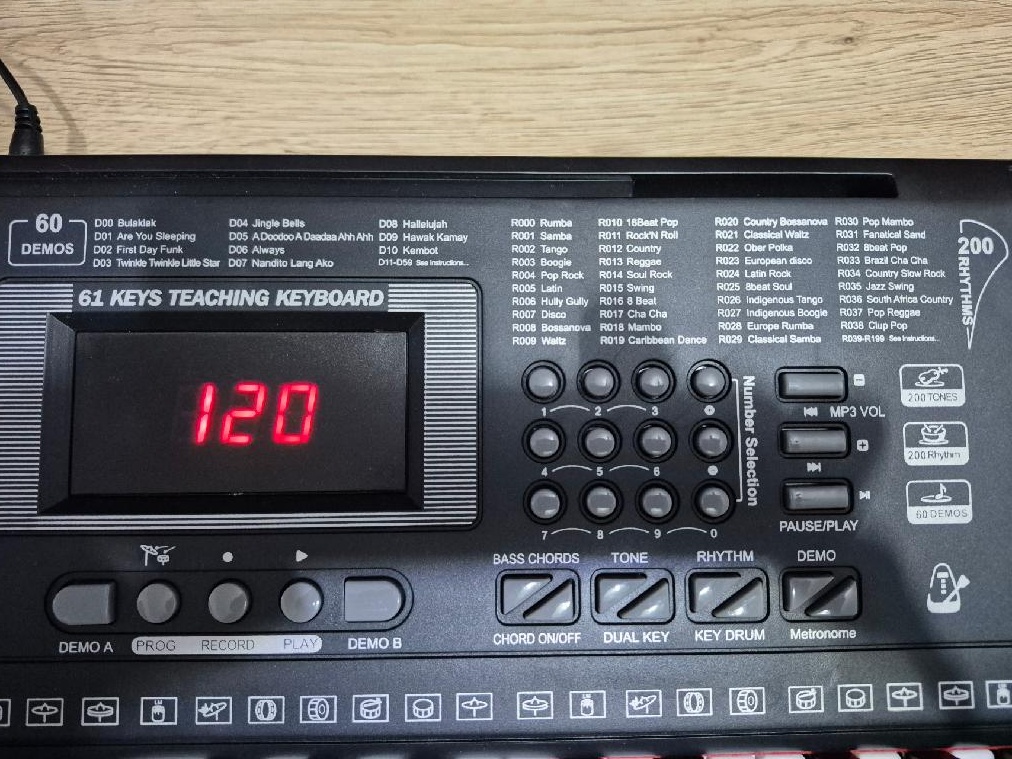 60
DEMOS
D00 Bulaklak
D01 Are You Sleeping
D02 First Day Funk
D03 Twinkle Twinkle Little Star
D04 Jingle Bells
D05 A Doodoo A Daadaa Ahh Ahh
D06 Always
D07 Nandito Lang Ako
D08 Hallelujah
D09 Hawak Kamay
D10 Kambot
D11-D59 See Instructions...
R000 Rumba
R001 Samba
R002 Tango
R003 Boogie
R004 Pop Rock
R005 Latin
R006 Hully Gully
R007 Disco
R008 Bossanova
R009 Waltz
R010 16Beat Pop
R011 Rock'N Roll
R012 Country
R013 Reggae
R014 Soul Rock
R015 Swing
R016 8 Beat
R017 Cha Cha
R018 Mambo
R019 Caribbean Dance
R020 Country Bossanova
R021 Classical Waltz
R022 Ober Polka
R023 European disco
R024 Latin Rock
R025 8beat Soul
R026 Indigenous Tango
R027 Indigenous Boogie
R028 Europe Rumba
R029 Classical Samba
R030 Pop Mambo
R031 Fanatical Sand
R032 8beat Pop
R033 Brazil Cha Cha
R034 Country Slow Rock
R035 Jazz Swing
R036 South Africa Country
R037 Pop Reggae
R038 Clup Pop
R039-R199 See Instructions...
200
RHYTHMS
61 KEYS TEACHING KEYBOARD
120
1 2 3
4 5 6
7 8 9 0
Number Selection
MP3 VOL
PAUSE/PLAY
200 TONES
200 Rhythm
60 DEMOS
BASS CHORDS TONE RHYTHM DEMO
CHORD ON/OFF DUAL KEY KEY DRUM Metronome
DEMO A PROG RECORD PLAY DEMO B